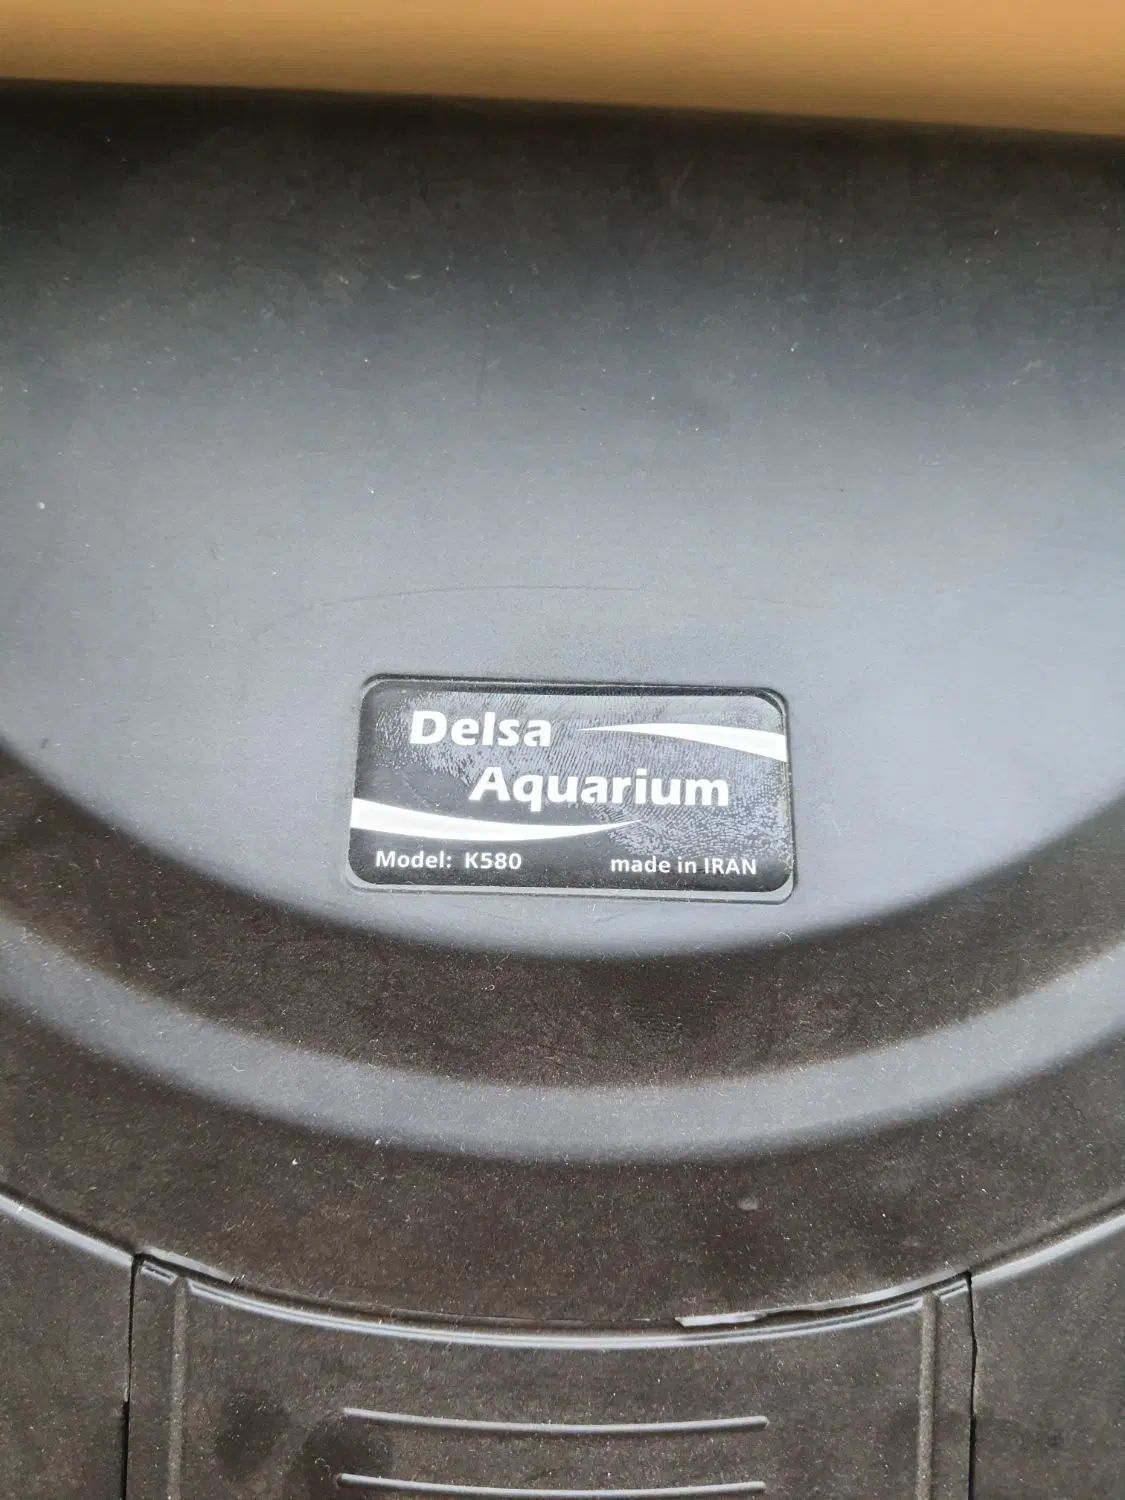 Delsa
Aquarium
Model: K580 made in IRAN